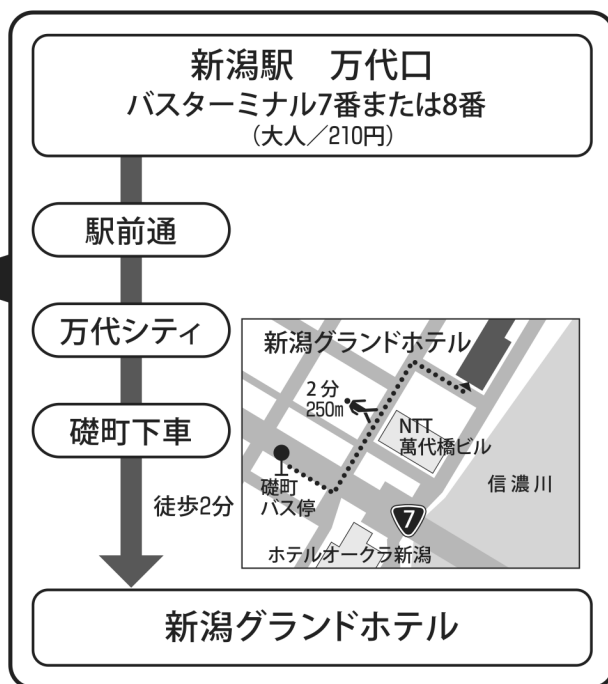 新潟駅　万代口
バスターミナル7番または8番
（大人／210円）
駅前通
万代シティ
礎町下車
徒歩2分
新潟グランドホテル
2分
250m
NTT
萬代橋ビル
礎町
バス停
信濃川
7
ホテルオークラ新潟
新潟グランドホテル